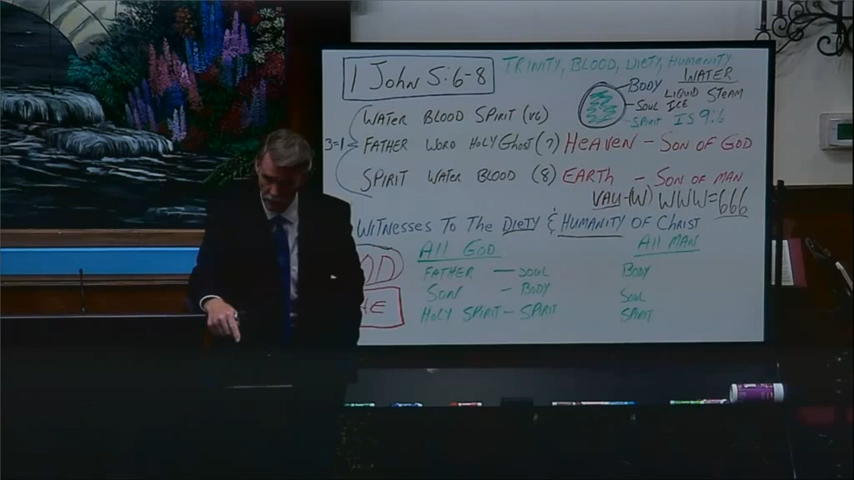 1 John 5:6-8
TRINITY, BLOOD, DIETY, HUMANITY
BODY WATER
LIQUID STEAM
SOUL ICE
SPIRIT IS 9:6
WATER BLOOD SPIRIT (V6)
3=1 FATHER WORD HOLY GHOST (7) HEAVEN - SON OF GOD
SPIRIT WATER BLOOD (8) EARTH - SON OF MAN
VAU-(W) WWW=666
WITNESSES TO THE DIETY & HUMANITY OF CHRIST
All GOD All MAN
FATHER — SOUL BODY
SON - BODY SOUL
HOLY SPIRIT - SPIRIT SPIRIT